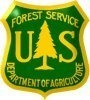 FOREST SERVICE
U S
DEPARTMENT OF AGRICULTURE